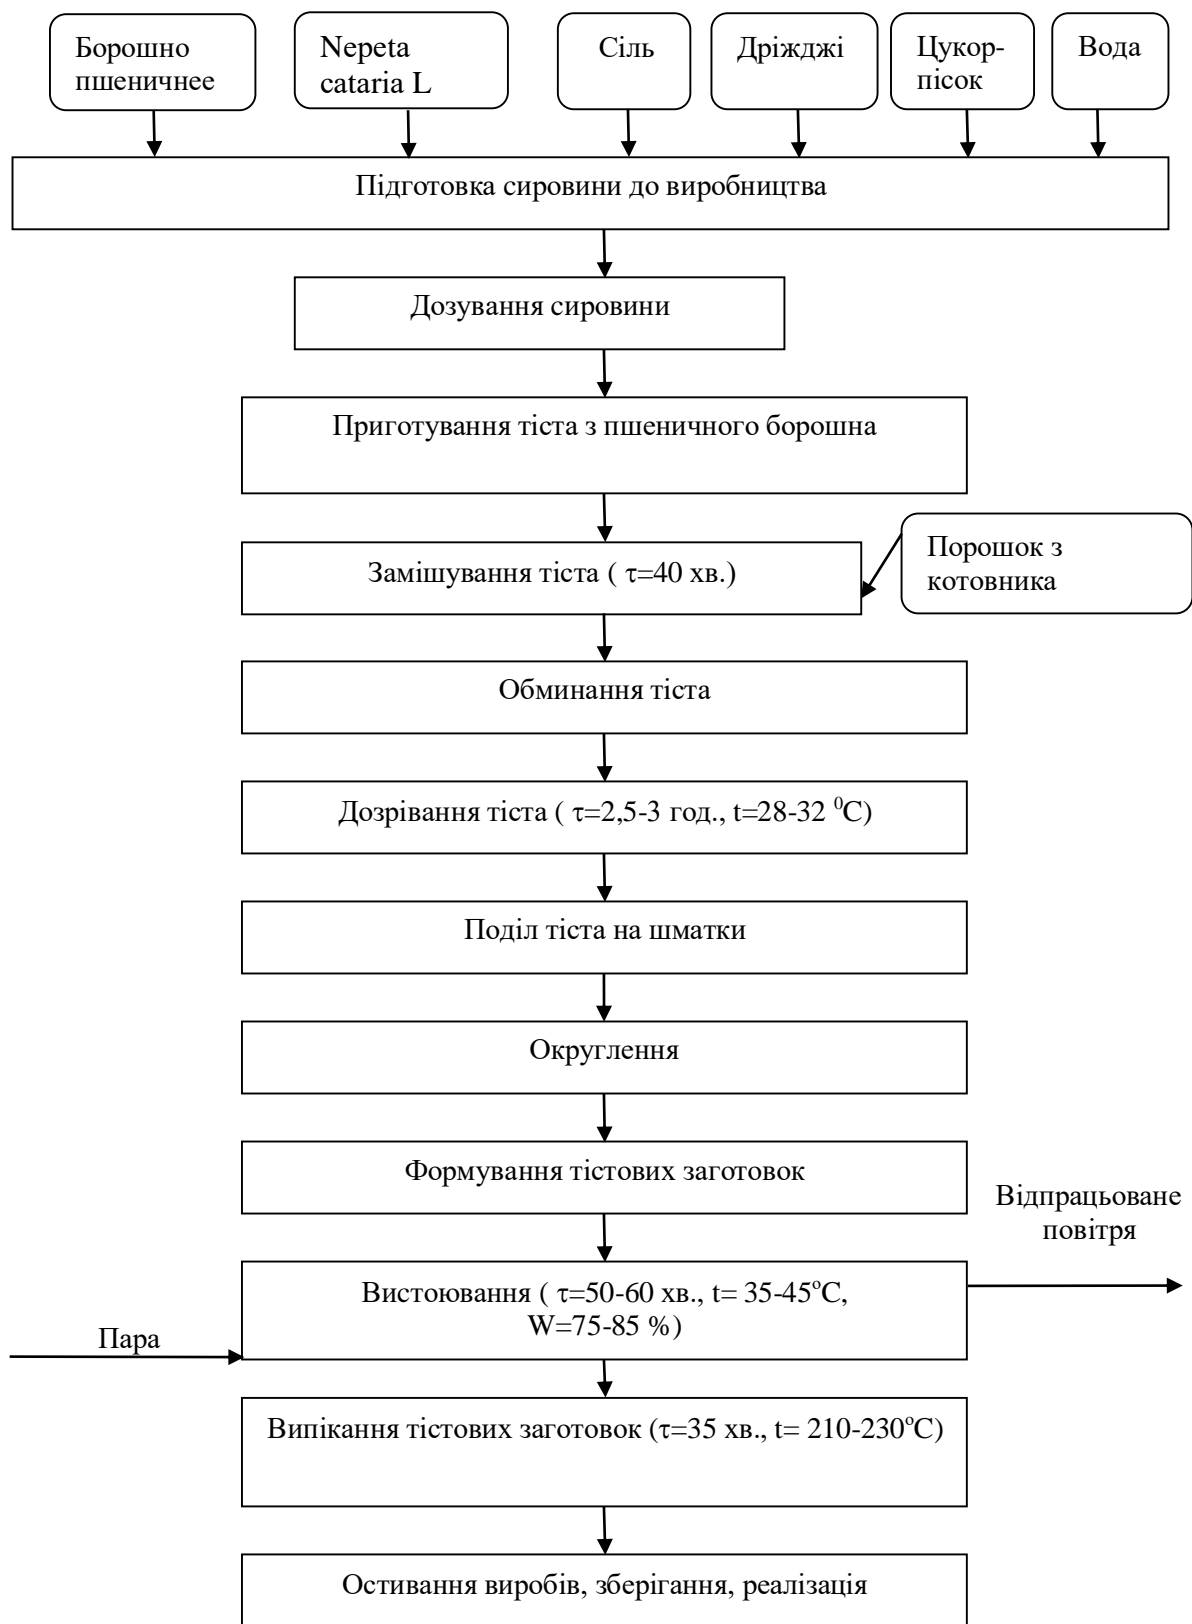 Борошно
пшеничнее
Nepeta
cataria L
Сіль
Дріжджі
Цукор-
пісок
Вода
Підготовка сировини до виробництва
Дозування сировини
Приготування тіста з пшеничного борошна
Замішування тіста ( τ=40 хв.)
Порошок з
котовника
Обминання тіста
Дозрівання тіста ( τ=2,5-3 год., t=28-32 ⁰С)
Поділ тіста на шматки
Округлення
Формування тістових заготовок
Відпрацьоване
повітря
Вистоювання ( τ=50-60 хв., t= 35-45ºС,
W=75-85 %)
Пара
Випікання тістових заготовок (τ=35 хв., t= 210-230ºС)
Остивання виробів, зберігання, реалізація